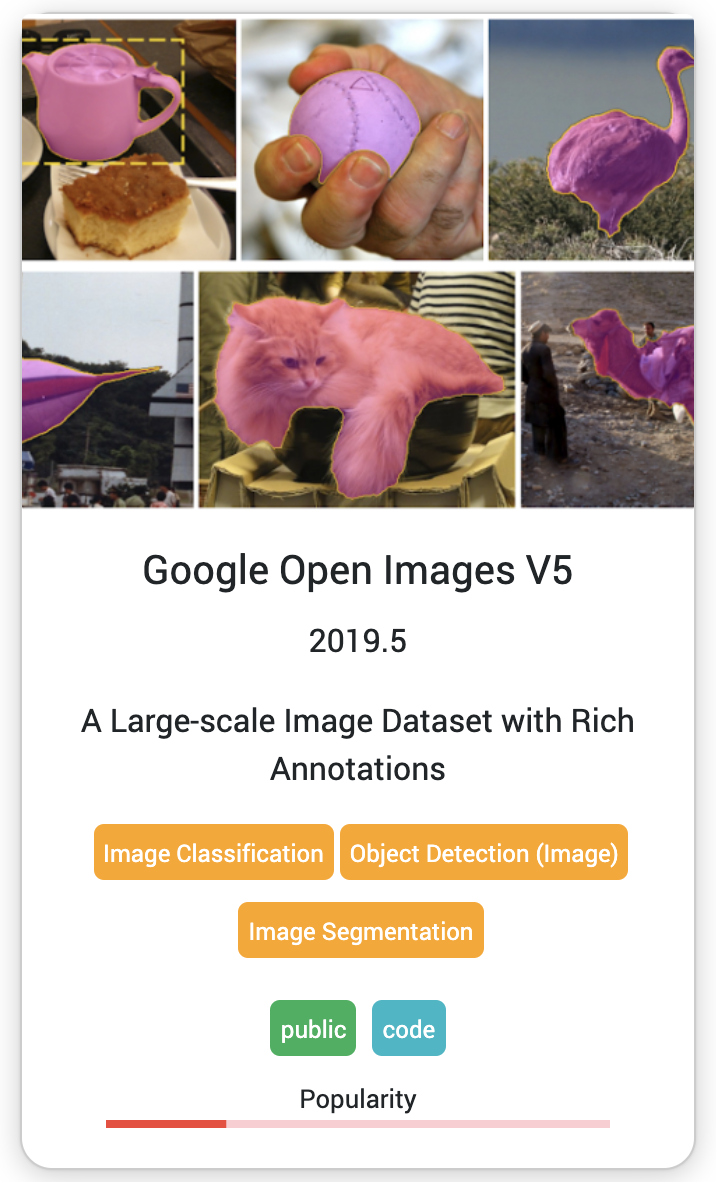 Google Open Images V5
2019.5
A Large-scale Image Dataset with Rich
Annotations
Image Classification
Object Detection (Image)
Image Segmentation
public
code
Popularity